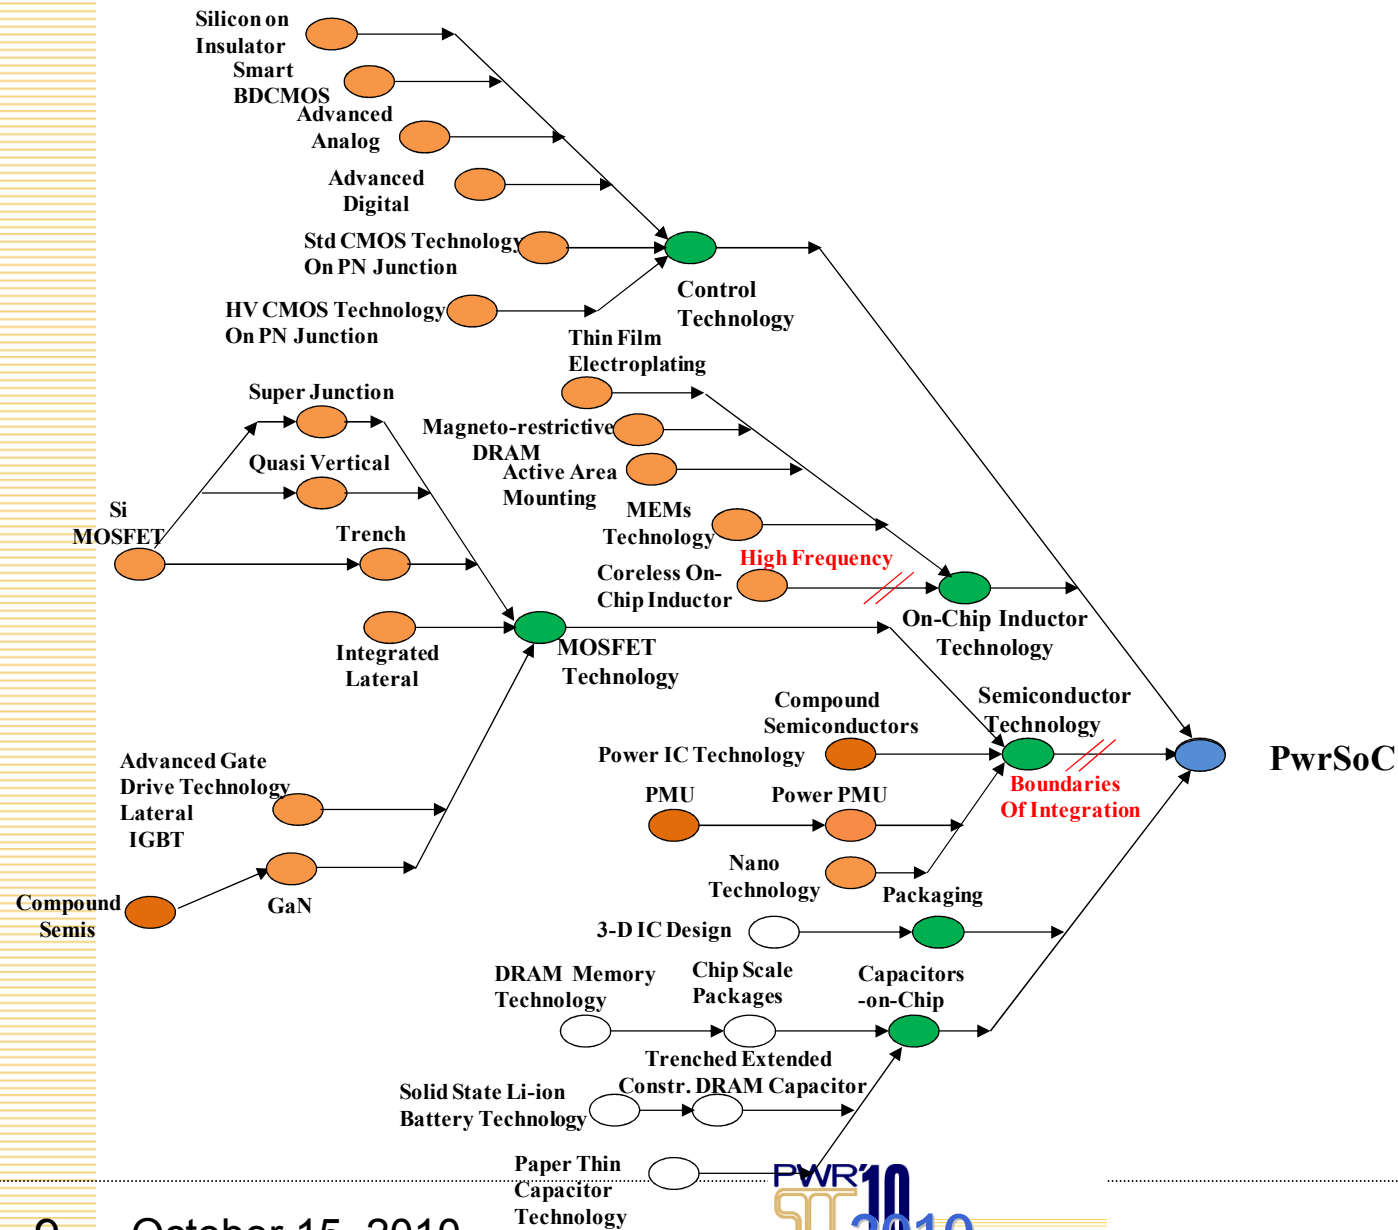 Silicon on
Insulator
Smart
BDCMOS
Advanced
Analog
Advanced
Digital
Std CMOS Technology
On PN Junction
HV CMOS Technology
On PN Junction
Control
Technology
Thin Film
Electroplating
Super Junction
Magneto-restrictive
DRAM
Quasi Vertical
Active Area
Mounting
Si
MOSFET
Trench
MEMs
Technology
High Frequency
Coreless On-
Chip Inductor
On-Chip Inductor
Technology
Integrated
Lateral
MOSFET
Technology
Compound
Semiconductors
Semiconductor
Technology
Power IC Technology
PwrSoC
Boundaries
Of Integration
Advanced Gate
Drive Technology
Lateral
IGBT
PMU
Power PMU
Nano
Technology
Packaging
Compound
Semis
GaN
3-D IC Design
DRAM Memory
Technology
Chip Scale
Packages
Capacitors
-on-Chip
Trenched Extended
Constr. DRAM Capacitor
Solid State Li-ion
Battery Technology
Paper Thin
Capacitor
Technology
PWR'10
2010
9 October 15, 2010